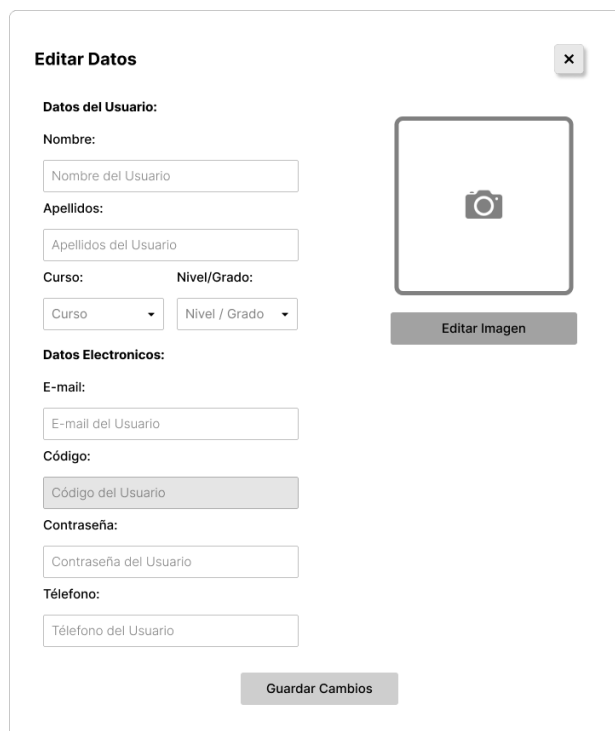 Editar Datos
×
Datos del Usuario:
Nombre:
Nombre del Usuario
Apellidos:
Apellidos del Usuario
Curso: Nivel/Grado:
Curso Nivel / Grado
Editar Imagen
Datos Electronicos:
E-mail:
E-mail del Usuario
Código:
Código del Usuario
Contraseña:
Contraseña del Usuario
Télefono:
Télefono del Usuario
Guardar Cambios